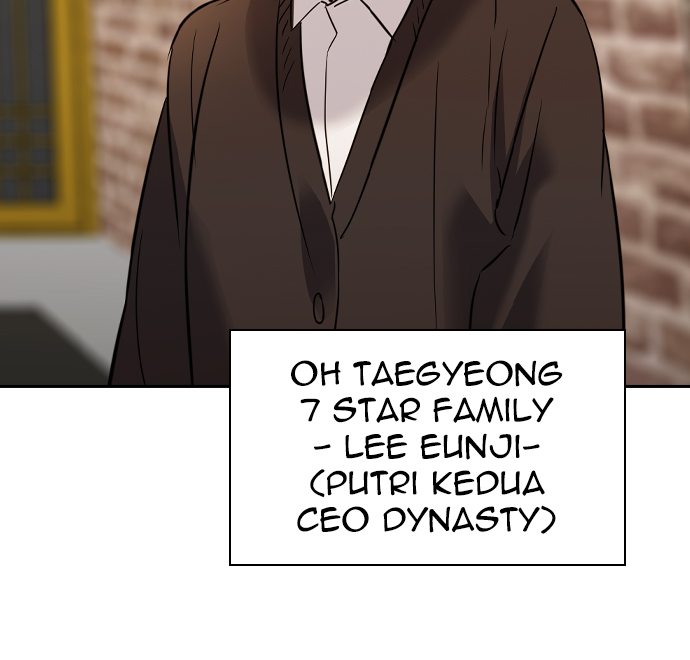 OH TAEGYEONG
7 STAR FAMILY
- LEE EUNJI-
(PUTRI KEDUA
CEO DYNASTY)